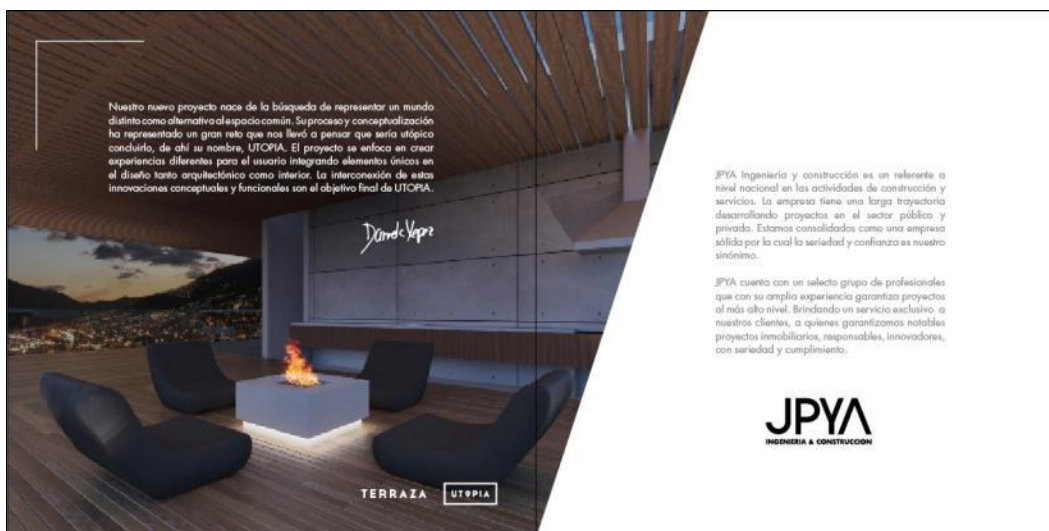 Nuestro nuevo proyecto nace de la búsqueda de representar un mundo
distinto como alternativa al espacio común. Su proceso y conceptualización
ha representado un gran reto que nos llevó a pensar que sería utópico
concluirlo, de ahí su nombre, UTOPIA. El proyecto se enfoca en crear
experiencias diferentes para el usuario integrando elementos únicos en
el diseño tanto arquitectónico como interior. La interconexión de estas
innovaciones conceptuales y funcionales son el objetivo final de UTOPIA.
TERRAZA UTOPIA
JPYA Ingeniería y construcción es un referente a
nivel nacional en las actividades de construcción y
servicios. La empresa tiene una larga trayectoria
desarrollando proyectos en el sector público y
privado. Estamos consolidados como una empresa
sólida por la cual la seriedad y confianza es nuestro
sinónimo.
JPYA cuenta con un selecto grupo de profesionales
que con su amplia experiencia garantiza proyectos
al más alto nivel. Brindando un servicio exclusivo a
nuestros clientes, a quienes garantizamos notables
proyectos inmobiliarios, responsables, innovadores,
con seriedad y cumplimiento.
JPYA
INGENIERIA & CONSTRUCCION